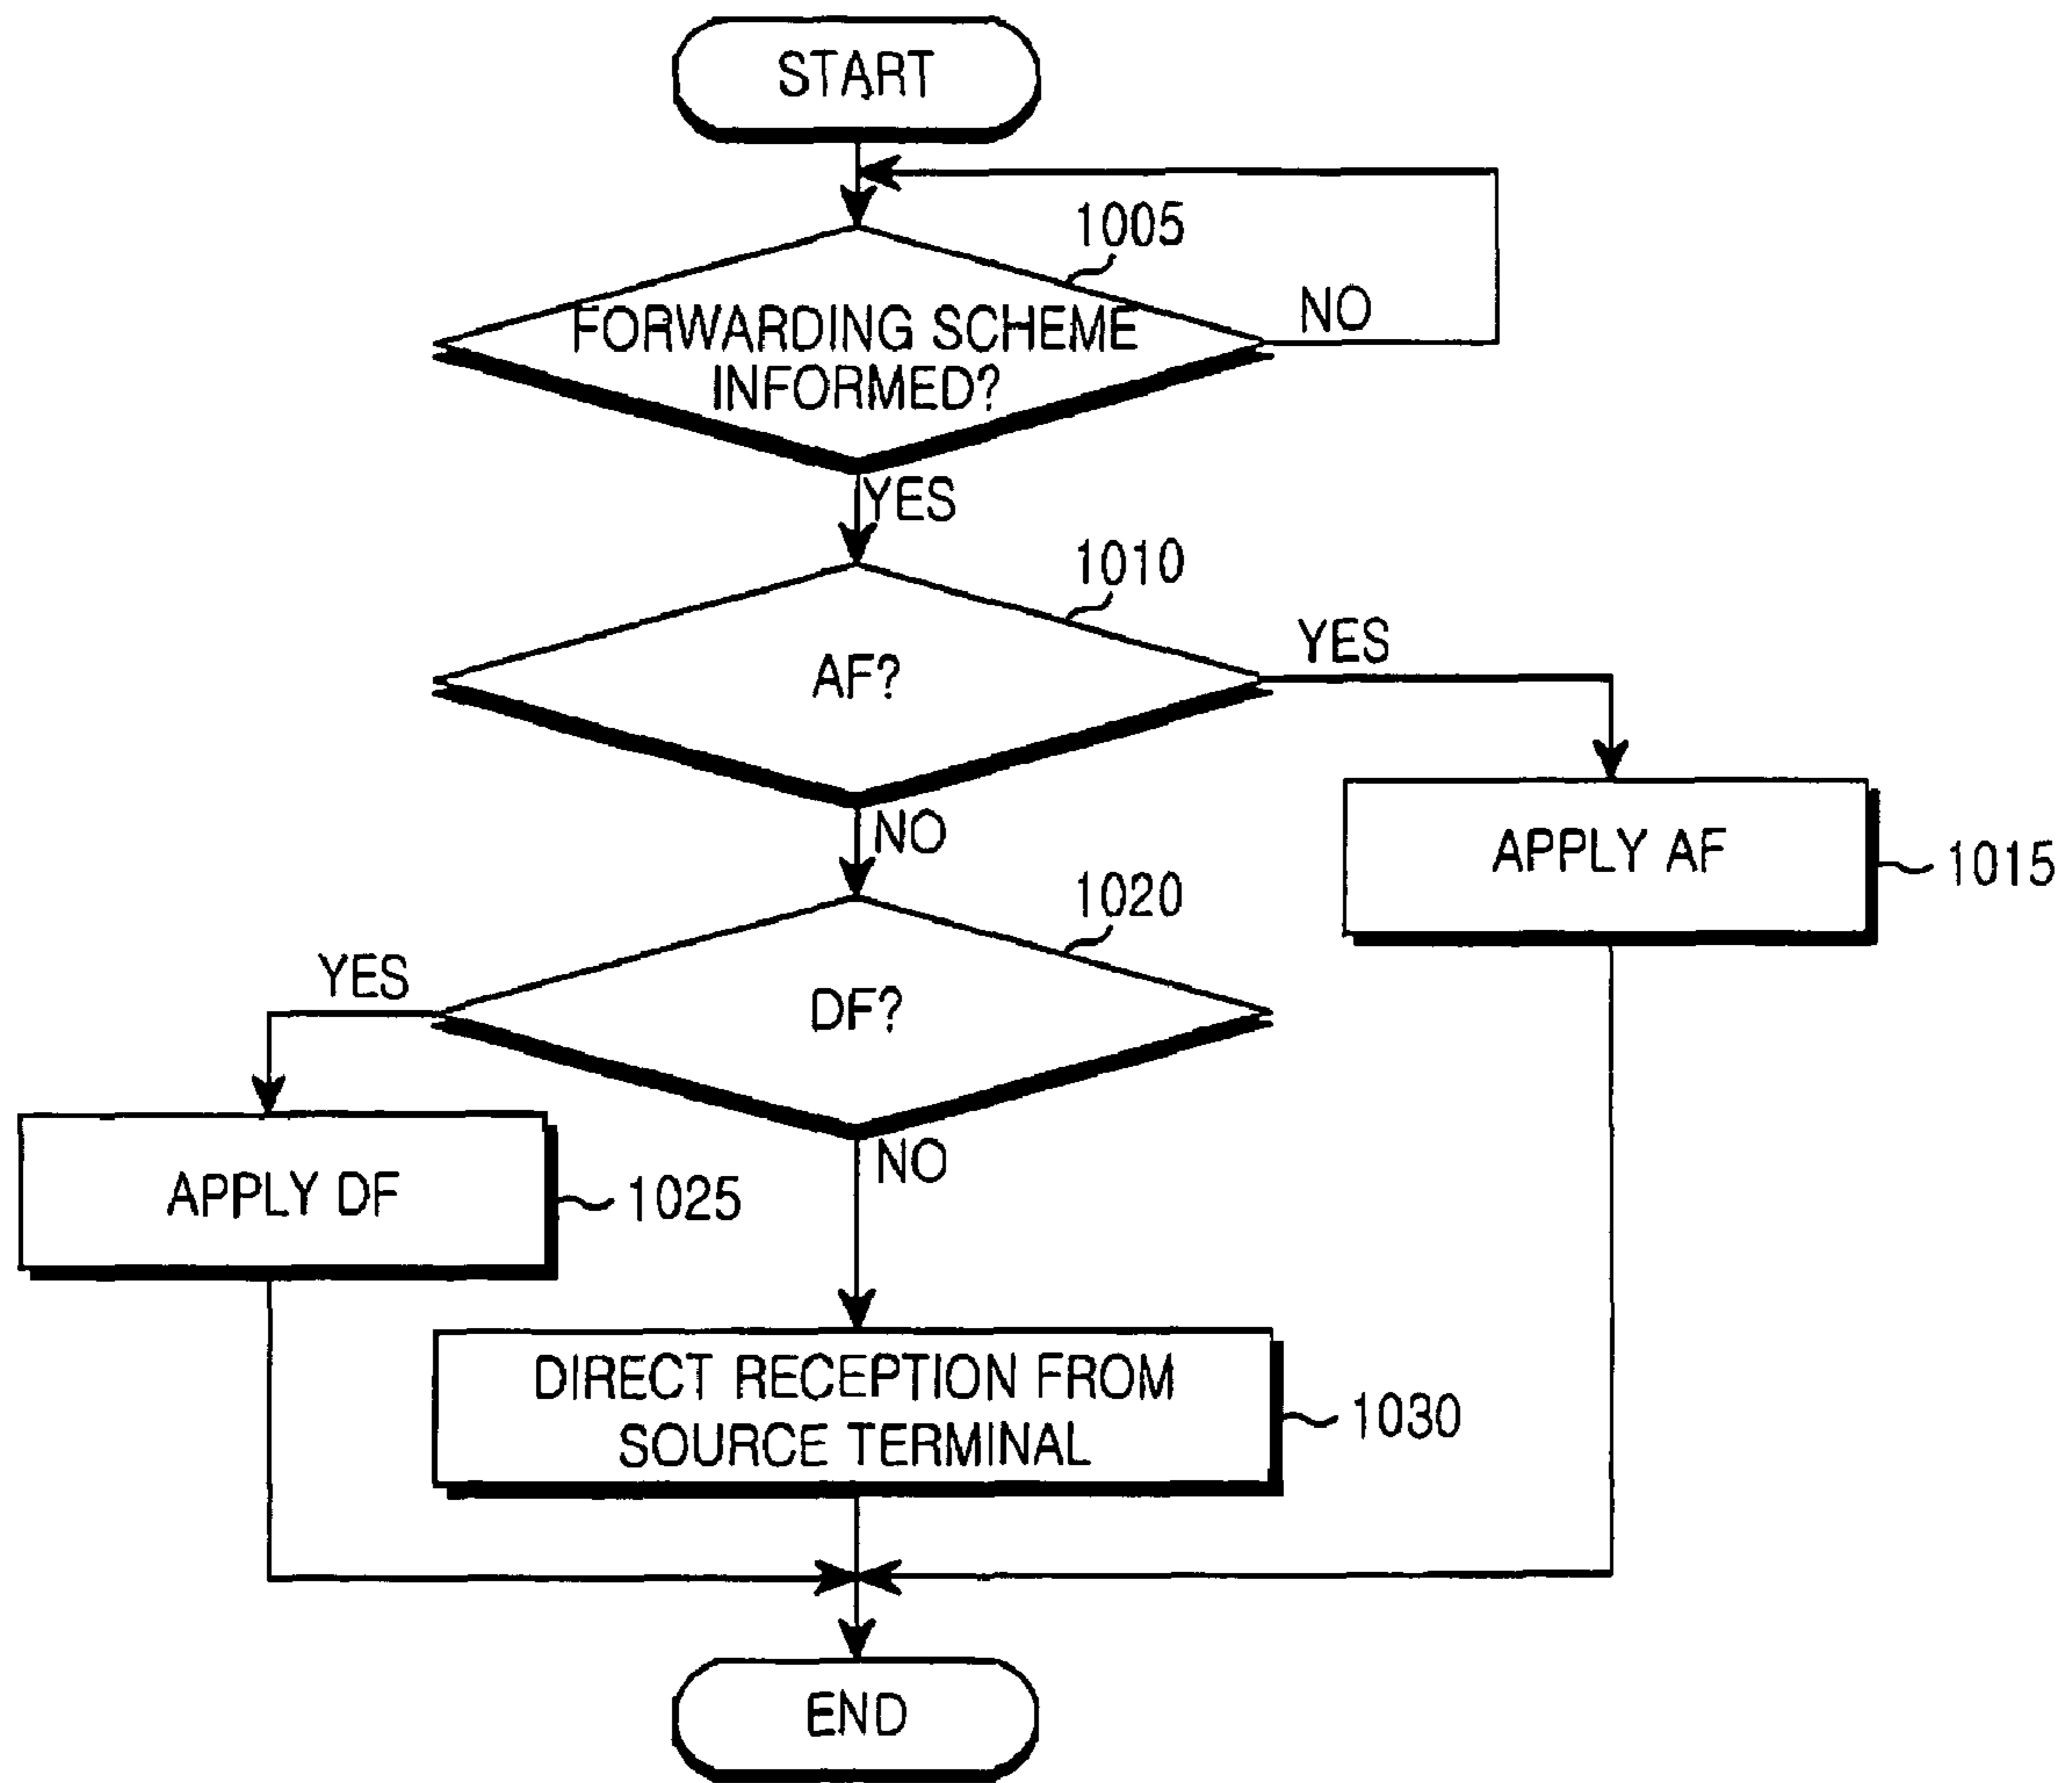 START
1005
FORWARDING SCHEME
INFORMED?
NO
YES
1010
AF?
YES
NO
APPLY AF
1015
1020
DF?
YES
NO
APPLY DF
1025
DIRECT RECEPTION FROM
SOURCE TERMINAL
1030
END